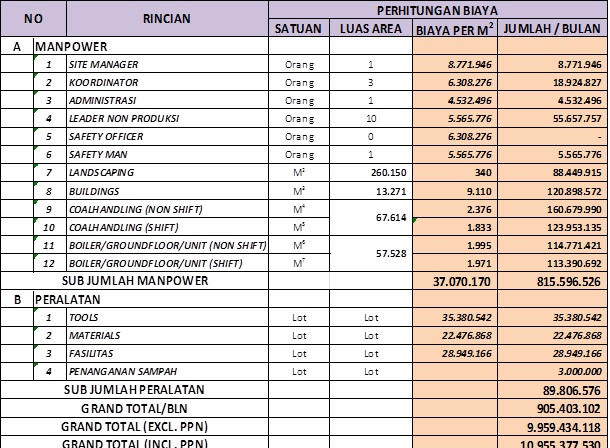 NO RINCIAN PERHITUNGAN BIAYA
SATUAN LUAS AREA BIAYA PER M² JUMLAH / BULAN
A MANPOWER
1 SITE MANAGER Orang 1 8.771.946 8.771.946
2 KOORDINATOR Orang 3 6.308.276 18.924.827
3 ADMINISTRASI Orang 1 4.532.496 4.532.496
4 LEADER NON PRODUKSI Orang 10 5.565.776 55.657.757
5 SAFETY OFFICER Orang 0 6.308.276 -
6 SAFETY MAN Orang 1 5.565.776 5.565.776
7 LANDSCAPING M² 260.150 340 88.449.915
8 BUILDINGS M³ 13.271 9.110 120.898.572
9 COALHANDLING (NON SHIFT) M⁴ 67.614 2.376 160.679.990
10 COALHANDLING (SHIFT) M⁵ 1.833 123.953.135
11 BOILER/GROUNDFLOOR/UNIT (NON SHIFT) M⁶ 57.528 1.995 114.771.421
12 BOILER/GROUNDFLOOR/UNIT (SHIFT) M⁷ 1.971 113.390.692
SUB JUMLAH MANPOWER 37.070.170 815.596.526
B PERALATAN
1 TOOLS Lot Lot 35.380.542 35.380.542
2 MATERIALS Lot Lot 22.476.868 22.476.868
3 FASILITAS Lot Lot 28.949.166 28.949.166
4 PENANGANAN SAMPAH Lot Lot 3.000.000
SUB JUMLAH PERALATAN 89.806.576
GRAND TOTAL/BLN 905.403.102
GRAND TOTAL (EXCL. PPN) 9.959.434.118
GRAND TOTAL (INCL. PPN) 10.955.377.530